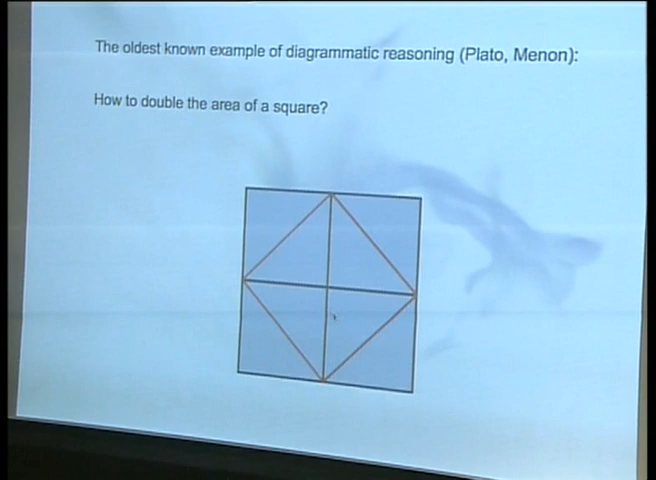 The oldest known example of diagrammatic reasoning (Plato, Menon):
How to double the area of a square?